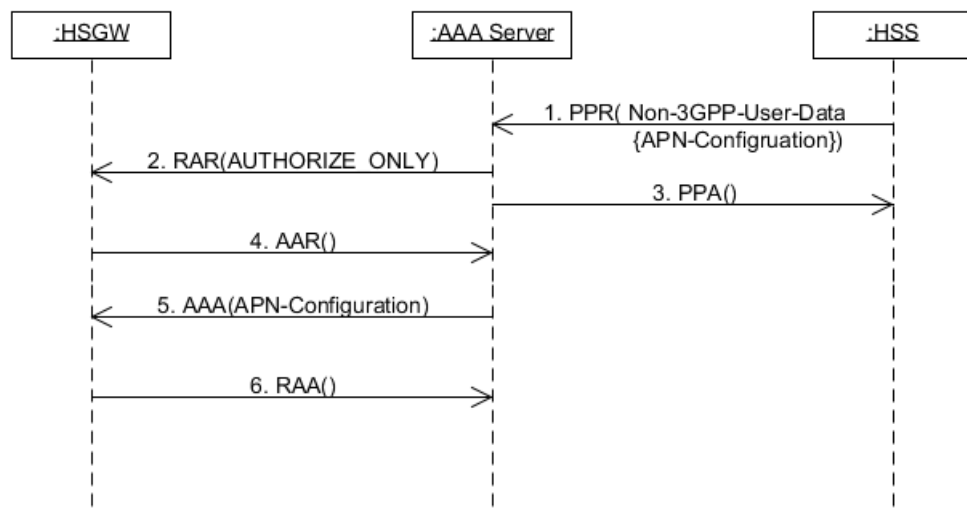 :HSGW
:AAA Server
:HSS
1. PPR( Non-3GPP-User-Data
{APN-Configruation})
2. RAR(AUTHORIZE_ONLY)
3. PPA()
4. AAR()
5. AAA(APN-Configuration)
6. RAA()